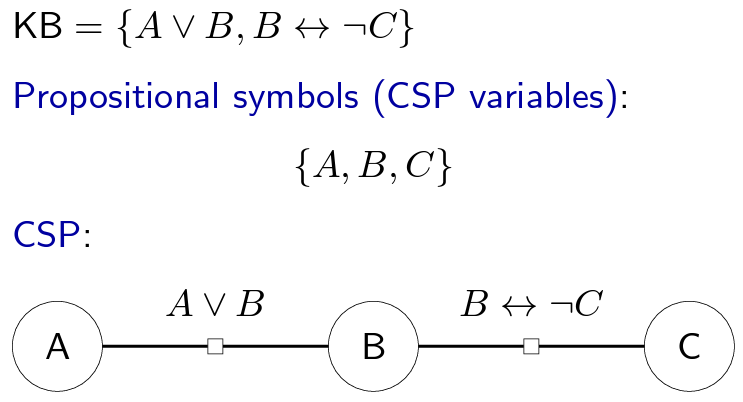 KB = {A ∨ B, B ↔ ¬C}
Propositional symbols (CSP variables):
{A, B, C}
CSP:
A ∨ B B ↔ ¬C
A B C